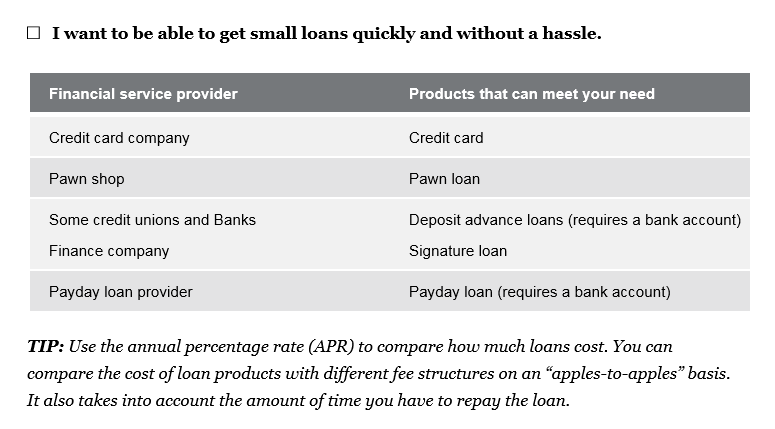 ☐ I want to be able to get small loans quickly and without a hassle.
Financial service provider Products that can meet your need
Credit card company Credit card
Pawn shop Pawn loan
Some credit unions and Banks Deposit advance loans (requires a bank account)
Finance company Signature loan
Payday loan provider Payday loan (requires a bank account)
TIP: Use the annual percentage rate (APR) to compare how much loans cost. You can
compare the cost of loan products with different fee structures on an “apples-to-apples” basis.
It also takes into account the amount of time you have to repay the loan.